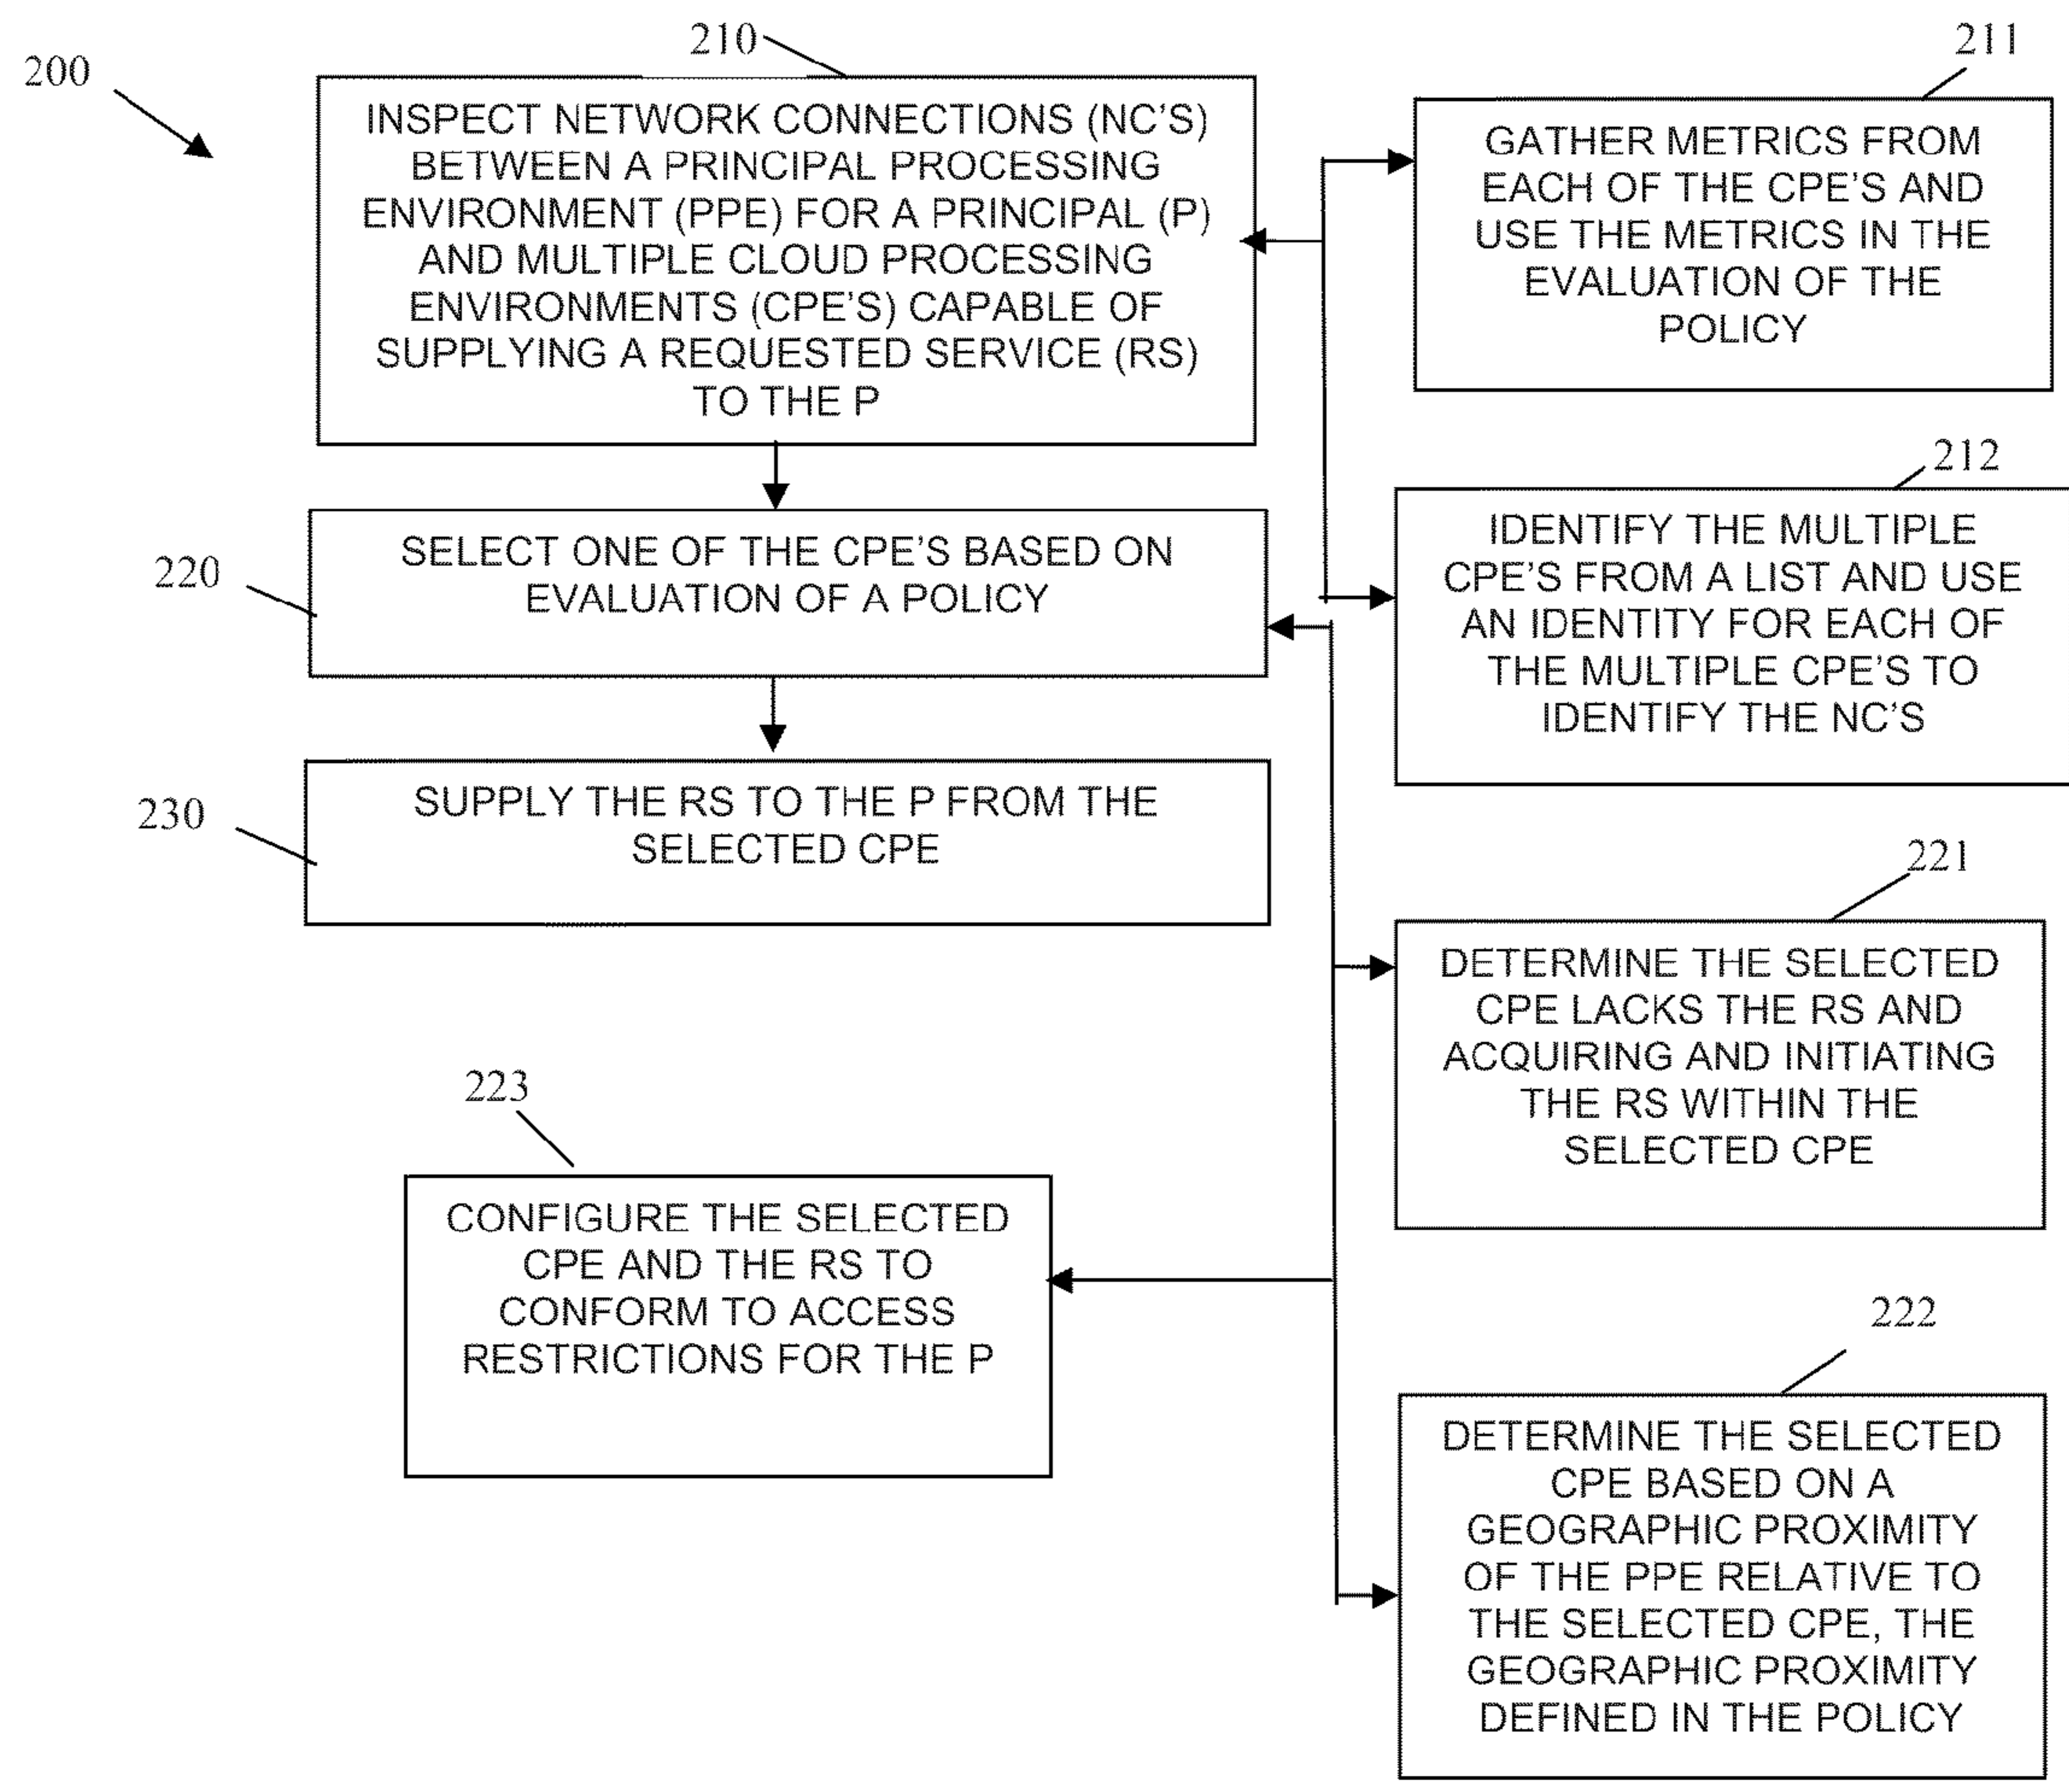 200
210
INSPECT NETWORK CONNECTIONS (NC'S)
BETWEEN A PRINCIPAL PROCESSING
ENVIRONMENT (PPE) FOR A PRINCIPAL (P)
AND MULTIPLE CLOUD PROCESSING
ENVIRONMENTS (CPE'S) CAPABLE OF
SUPPLYING A REQUESTED SERVICE (RS)
TO THE P
211
GATHER METRICS FROM
EACH OF THE CPE'S AND
USE THE METRICS IN THE
EVALUATION OF THE
POLICY
212
IDENTIFY THE MULTIPLE
CPE'S FROM A LIST AND USE
AN IDENTITY FOR EACH OF
THE MULTIPLE CPE'S TO
IDENTIFY THE NC'S
220
SELECT ONE OF THE CPE'S BASED ON
EVALUATION OF A POLICY
230
SUPPLY THE RS TO THE P FROM THE
SELECTED CPE
221
DETERMINE THE SELECTED
CPE LACKS THE RS AND
ACQUIRING AND INITIATING
THE RS WITHIN THE
SELECTED CPE
223
CONFIGURE THE SELECTED
CPE AND THE RS TO
CONFORM TO ACCESS
RESTRICTIONS FOR THE P
222
DETERMINE THE SELECTED
CPE BASED ON A
GEOGRAPHIC PROXIMITY
OF THE PPE RELATIVE TO
THE SELECTED CPE, THE
GEOGRAPHIC PROXIMITY
DEFINED IN THE POLICY